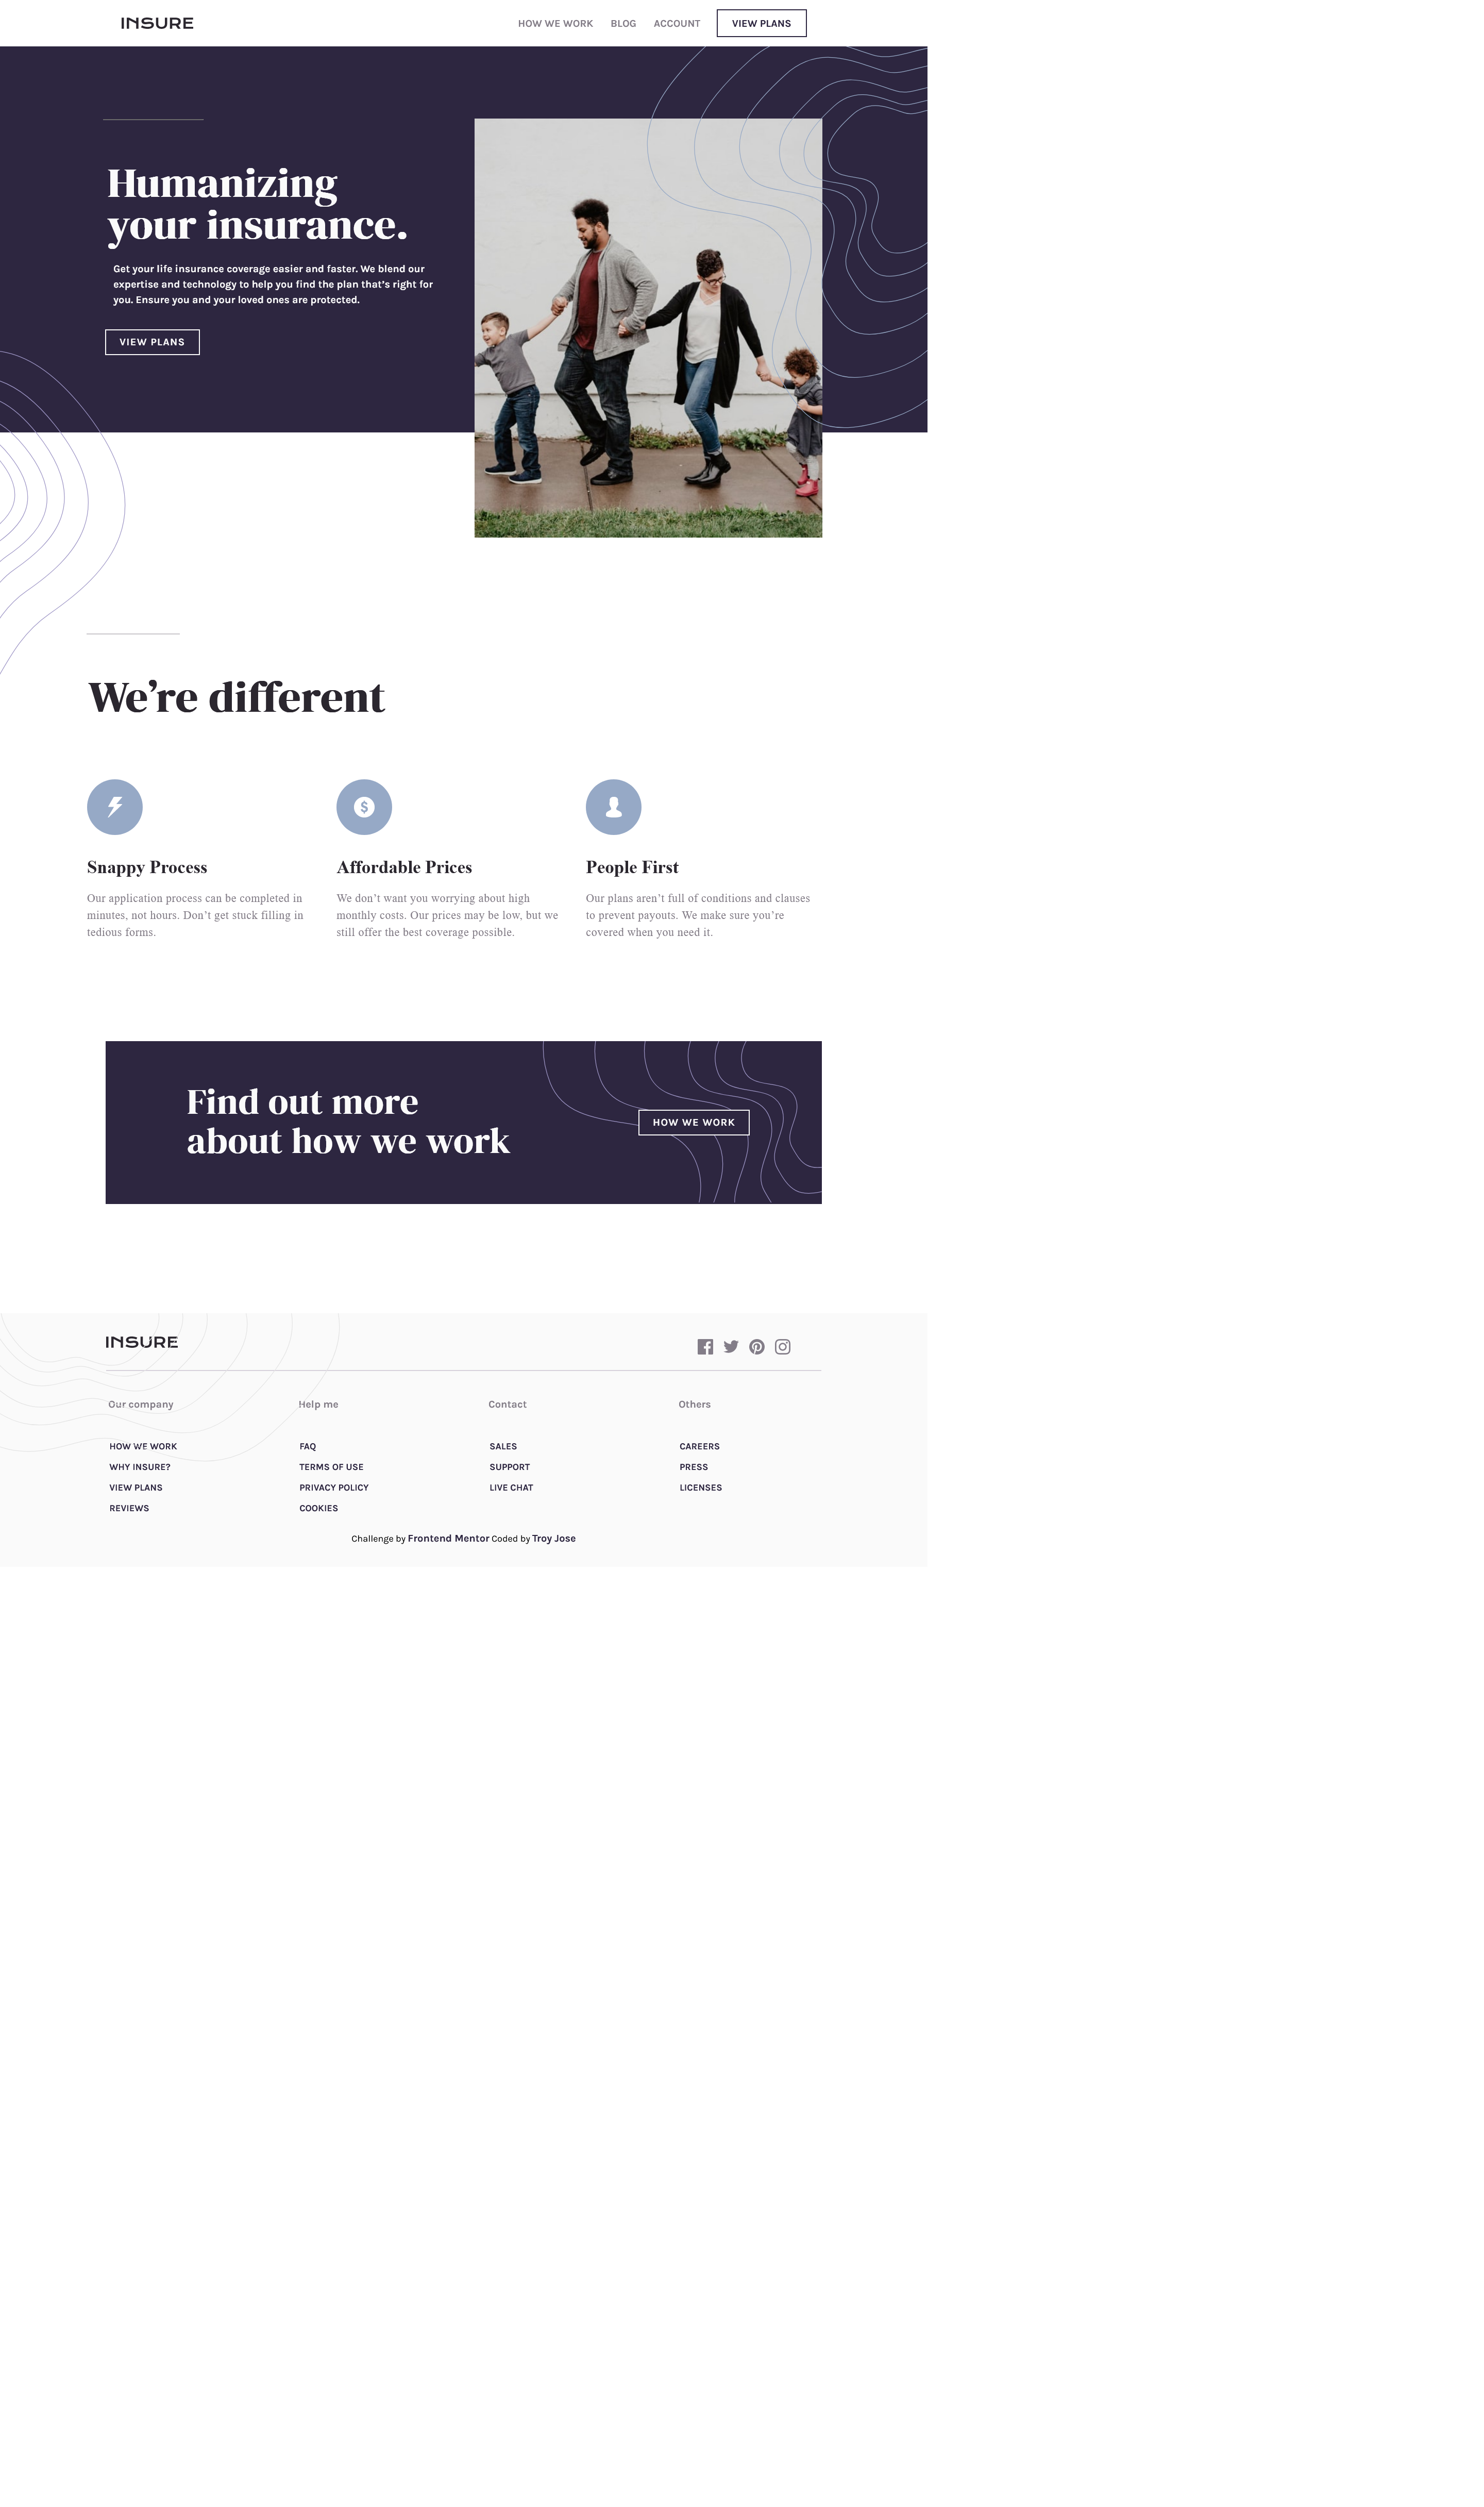 INSURE
HOW WE WORK BLOG ACCOUNT VIEW PLANS
Humanizing
your insurance.
Get your life insurance coverage easier and faster. We blend our
expertise and technology to help you find the plan that’s right for
you. Ensure you and your loved ones are protected.
VIEW PLANS
We’re different
Snappy Process
Our application process can be completed in
minutes, not hours. Don’t get stuck filling in
tedious forms.
Affordable Prices
We don’t want you worrying about high
monthly costs. Our prices may be low, but we
still offer the best coverage possible.
People First
Our plans aren’t full of conditions and clauses
to prevent payouts. We make sure you’re
covered when you need it.
Find out more
about how we work
HOW WE WORK
INSURE
Our company
HOW WE WORK
WHY INSURE?
VIEW PLANS
REVIEWS
Help me
FAQ
TERMS OF USE
PRIVACY POLICY
COOKIES
Contact
SALES
SUPPORT
LIVE CHAT
Others
CAREERS
PRESS
LICENSES
Challenge by Frontend Mentor Coded by Troy Jose